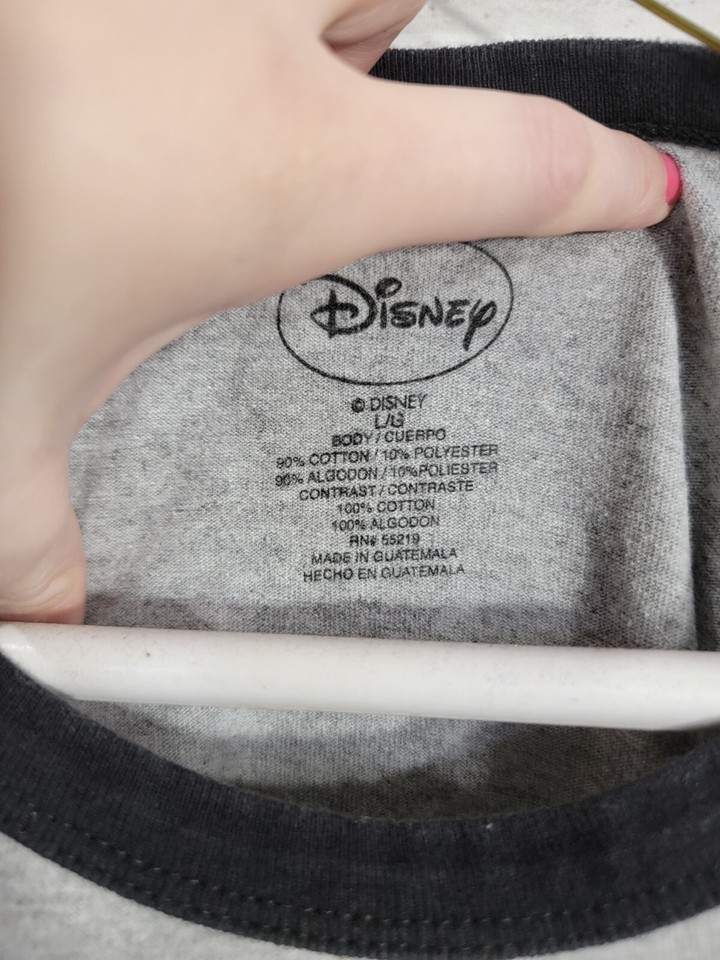 Disney
© DISNEY
L/G
BODY / CUERPO
90% COTTON / 10% POLYESTER
90% ALGODON / 10% POLIESTER
CONTRAST / CONTRASTE
100% COTTON
100% ALGODON
RN# 55219
MADE IN GUATEMALA
HECHO EN GUATEMALA